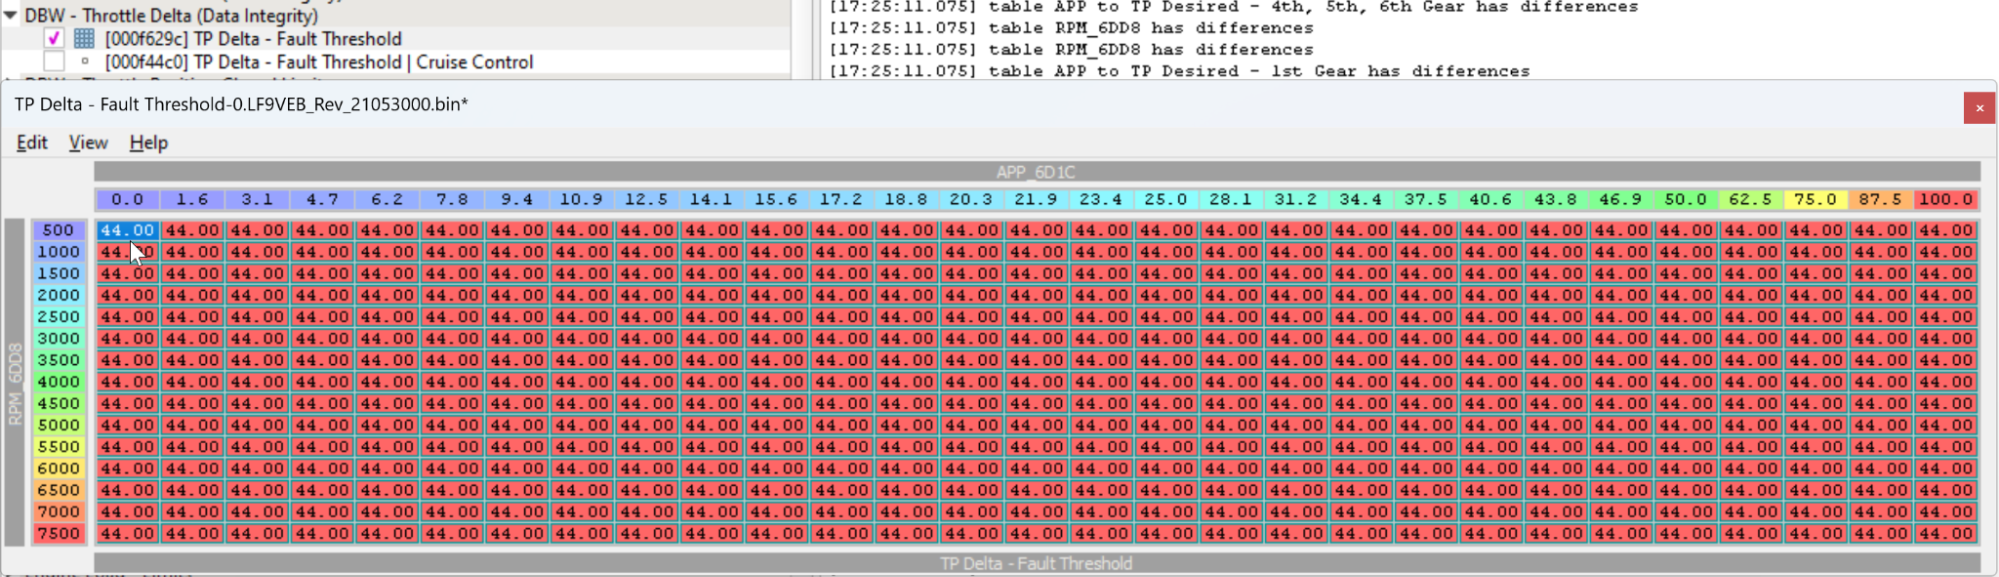 DBW - Throttle Delta (Data Integrity)
[000f629c] TP Delta - Fault Threshold
[000f44c0] TP Delta - Fault Threshold | Cruise Control
[17:25:11.075] table APP to TP Desired - 4th, 5th, 6th Gear has differences
[17:25:11.075] table RPM_6DD8 has differences
[17:25:11.075] table RPM_6DD8 has differences
[17:25:11.075] table APP to TP Desired - 1st Gear has differences
TP Delta - Fault Threshold-0.LF9VEB_Rev_21053000.bin*
Edit View Help
APP_6D1C
0.0 1.6 3.1 4.7 6.2 7.8 9.4 10.9 12.5 14.1 15.6 17.2 18.8 20.3 21.9 23.4 25.0 28.1 31.2 34.4 37.5 40.6 43.8 46.9 50.0 62.5 75.0 87.5 100.0
RPM_6DD8
500 44.00 44.00 44.00 44.00 44.00 44.00 44.00 44.00 44.00 44.00 44.00 44.00 44.00 44.00 44.00 44.00 44.00 44.00 44.00 44.00 44.00 44.00 44.00 44.00 44.00 44.00 44.00 44.00 44.00
1000 44.00 44.00 44.00 44.00 44.00 44.00 44.00 44.00 44.00 44.00 44.00 44.00 44.00 44.00 44.00 44.00 44.00 44.00 44.00 44.00 44.00 44.00 44.00 44.00 44.00 44.00 44.00 44.00 44.00
1500 44.00 44.00 44.00 44.00 44.00 44.00 44.00 44.00 44.00 44.00 44.00 44.00 44.00 44.00 44.00 44.00 44.00 44.00 44.00 44.00 44.00 44.00 44.00 44.00 44.00 44.00 44.00 44.00 44.00
2000 44.00 44.00 44.00 44.00 44.00 44.00 44.00 44.00 44.00 44.00 44.00 44.00 44.00 44.00 44.00 44.00 44.00 44.00 44.00 44.00 44.00 44.00 44.00 44.00 44.00 44.00 44.00 44.00 44.00
2500 44.00 44.00 44.00 44.00 44.00 44.00 44.00 44.00 44.00 44.00 44.00 44.00 44.00 44.00 44.00 44.00 44.00 44.00 44.00 44.00 44.00 44.00 44.00 44.00 44.00 44.00 44.00 44.00 44.00
3000 44.00 44.00 44.00 44.00 44.00 44.00 44.00 44.00 44.00 44.00 44.00 44.00 44.00 44.00 44.00 44.00 44.00 44.00 44.00 44.00 44.00 44.00 44.00 44.00 44.00 44.00 44.00 44.00 44.00
3500 44.00 44.00 44.00 44.00 44.00 44.00 44.00 44.00 44.00 44.00 44.00 44.00 44.00 44.00 44.00 44.00 44.00 44.00 44.00 44.00 44.00 44.00 44.00 44.00 44.00 44.00 44.00 44.00 44.00
4000 44.00 44.00 44.00 44.00 44.00 44.00 44.00 44.00 44.00 44.00 44.00 44.00 44.00 44.00 44.00 44.00 44.00 44.00 44.00 44.00 44.00 44.00 44.00 44.00 44.00 44.00 44.00 44.00 44.00
4500 44.00 44.00 44.00 44.00 44.00 44.00 44.00 44.00 44.00 44.00 44.00 44.00 44.00 44.00 44.00 44.00 44.00 44.00 44.00 44.00 44.00 44.00 44.00 44.00 44.00 44.00 44.00 44.00 44.00
5000 44.00 44.00 44.00 44.00 44.00 44.00 44.00 44.00 44.00 44.00 44.00 44.00 44.00 44.00 44.00 44.00 44.00 44.00 44.00 44.00 44.00 44.00 44.00 44.00 44.00 44.00 44.00 44.00 44.00
5500 44.00 44.00 44.00 44.00 44.00 44.00 44.00 44.00 44.00 44.00 44.00 44.00 44.00 44.00 44.00 44.00 44.00 44.00 44.00 44.00 44.00 44.00 44.00 44.00 44.00 44.00 44.00 44.00 44.00
6000 44.00 44.00 44.00 44.00 44.00 44.00 44.00 44.00 44.00 44.00 44.00 44.00 44.00 44.00 44.00 44.00 44.00 44.00 44.00 44.00 44.00 44.00 44.00 44.00 44.00 44.00 44.00 44.00 44.00
6500 44.00 44.00 44.00 44.00 44.00 44.00 44.00 44.00 44.00 44.00 44.00 44.00 44.00 44.00 44.00 44.00 44.00 44.00 44.00 44.00 44.00 44.00 44.00 44.00 44.00 44.00 44.00 44.00 44.00
7000 44.00 44.00 44.00 44.00 44.00 44.00 44.00 44.00 44.00 44.00 44.00 44.00 44.00 44.00 44.00 44.00 44.00 44.00 44.00 44.00 44.00 44.00 44.00 44.00 44.00 44.00 44.00 44.00 44.00
7500 44.00 44.00 44.00 44.00 44.00 44.00 44.00 44.00 44.00 44.00 44.00 44.00 44.00 44.00 44.00 44.00 44.00 44.00 44.00 44.00 44.00 44.00 44.00 44.00 44.00 44.00 44.00 44.00 44.00
TP Delta - Fault Threshold